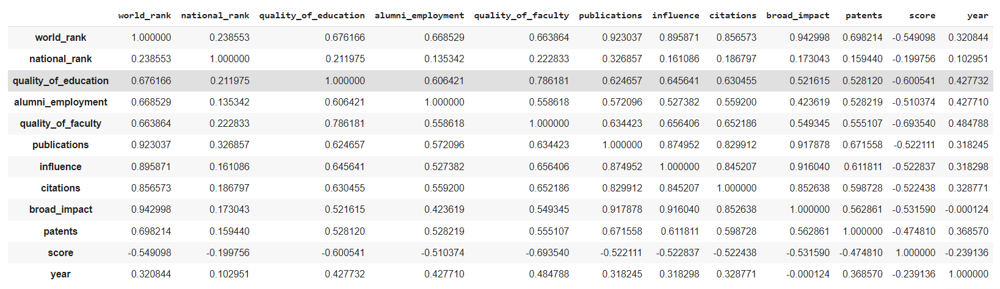 world_rank national_rank quality_of_education alumni_employment quality_of_faculty publications influence citations broad_impact patents score year
world_rank 1.000000 0.238553 0.676166 0.668529 0.663864 0.923037 0.895871 0.856573 0.942998 0.698214 -0.549098 0.320844
national_rank 0.238553 1.000000 0.211975 0.135342 0.222833 0.326857 0.161086 0.186797 0.173043 0.159440 -0.199756 0.102951
quality_of_education 0.676166 0.211975 1.000000 0.606421 0.786181 0.624657 0.645641 0.630455 0.521615 0.528120 -0.600541 0.427732
alumni_employment 0.668529 0.135342 0.606421 1.000000 0.558618 0.572096 0.527382 0.559200 0.423619 0.528219 -0.510374 0.427710
quality_of_faculty 0.663864 0.222833 0.786181 0.558618 1.000000 0.634423 0.656406 0.652186 0.549345 0.555107 -0.693540 0.484788
publications 0.923037 0.326857 0.624657 0.572096 0.634423 1.000000 0.874952 0.829912 0.917878 0.671558 -0.522111 0.318245
influence 0.895871 0.161086 0.645641 0.527382 0.656406 0.874952 1.000000 0.845207 0.916040 0.611811 -0.522837 0.318298
citations 0.856573 0.186797 0.630455 0.559200 0.652186 0.829912 0.845207 1.000000 0.852638 0.598728 -0.522438 0.328771
broad_impact 0.942998 0.173043 0.521615 0.423619 0.549345 0.917878 0.916040 0.852638 1.000000 0.562861 -0.531590 -0.000124
patents 0.698214 0.159440 0.528120 0.528219 0.555107 0.671558 0.611811 0.598728 0.562861 1.000000 -0.474810 0.368570
score -0.549098 -0.199756 -0.600541 -0.510374 -0.693540 -0.522111 -0.522837 -0.522438 -0.531590 -0.474810 1.000000 -0.239136
year 0.320844 0.102951 0.427732 0.427710 0.484788 0.318245 0.318298 0.328771 -0.000124 0.368570 -0.239136 1.000000